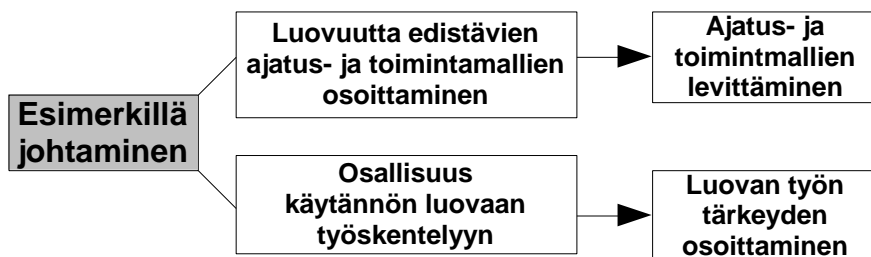 Esimerkillä
johtaminen
Luovuutta edistävien
ajatus- ja toimintamallien
osoittaminen
Ajatus- ja
toimintmallien
levittäminen
Osallisuus
käytännön luovaan
työskentelyyn
Luovan työn
tärkeyden
osoittaminen